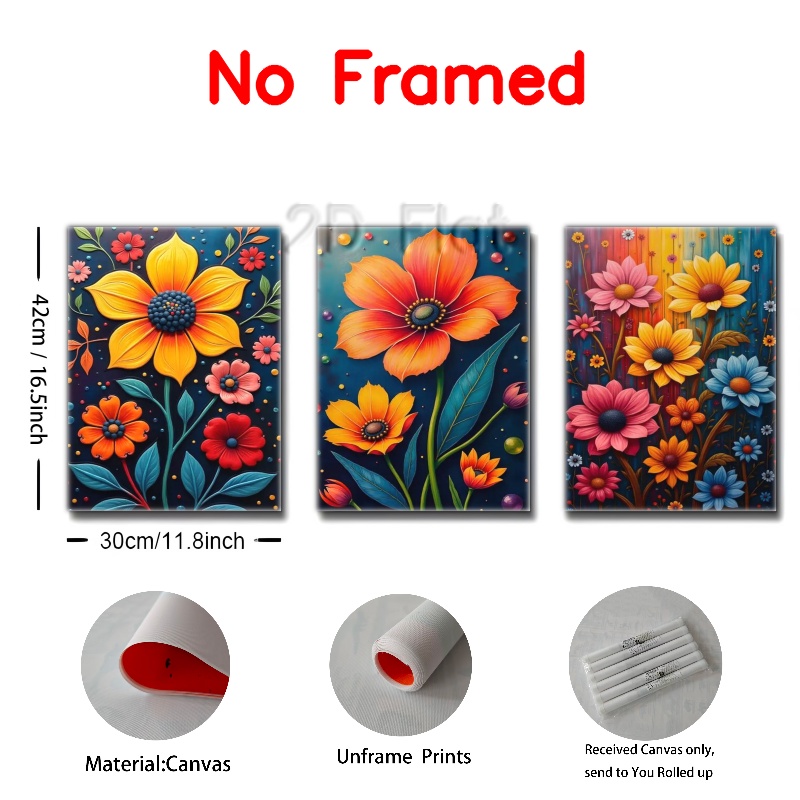 No Framed
2D Flat
42cm / 16.5inch
30cm/11.8inch
Material:Canvas
Unframe Prints
Received Canvas only,
send to You Rolled up